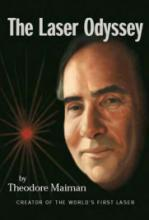 The Laser Odyssey
by
Theodore Maiman
CREATOR OF THE WORLD'S FIRST LASER